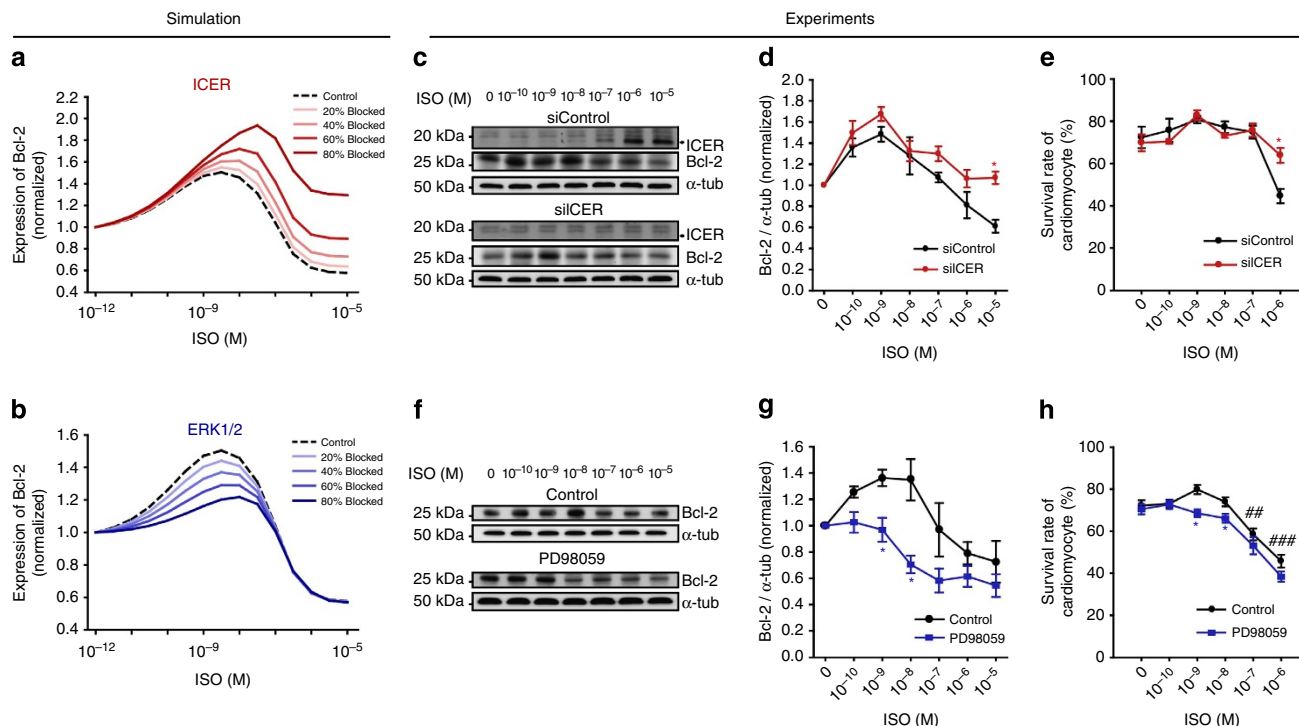 Simulation
Experiments
a
ICER
Expression of Bcl-2
(normalized)
2.2
2.0
1.8
1.6
1.4
1.2
1.0
0.8
0.6
0.4
Control
20% Blocked
40% Blocked
60% Blocked
80% Blocked
10⁻¹² 10⁻⁹ 10⁻⁵
ISO (M)
c
ISO (M) 0 10⁻¹⁰ 10⁻⁹ 10⁻⁸ 10⁻⁷ 10⁻⁶ 10⁻⁵
siControl
20 kDa ICER
25 kDa Bcl-2
50 kDa α-tub
siICER
20 kDa ICER
25 kDa Bcl-2
50 kDa α-tub
d
Bcl-2 / α-tub (normalized)
2.0
1.8
1.6
1.4
1.2
1.0
0.8
0.6
0.4
0.2
0.0
*
siControl
siICER
0 10⁻¹⁰ 10⁻⁹ 10⁻⁸ 10⁻⁷ 10⁻⁶ 10⁻⁵
ISO (M)
e
Survival rate of
cardiomyocyte (%)
100
80
60
40
20
0
*
siControl
siICER
0 10⁻¹⁰ 10⁻⁹ 10⁻⁸ 10⁻⁷ 10⁻⁶
ISO (M)
b
ERK1/2
Expression of Bcl-2
(normalized)
1.6
1.4
1.2
1.0
0.8
0.6
0.4
Control
20% Blocked
40% Blocked
60% Blocked
80% Blocked
10⁻¹² 10⁻⁹ 10⁻⁵
ISO (M)
f
ISO (M) 0 10⁻¹⁰ 10⁻⁹ 10⁻⁸ 10⁻⁷ 10⁻⁶ 10⁻⁵
Control
25 kDa Bcl-2
50 kDa α-tub
PD98059
25 kDa Bcl-2
50 kDa α-tub
g
Bcl-2 / α-tub (normalized)
1.6
1.4
1.2
1.0
0.8
0.6
0.4
0.2
0.0
*
*
Control
PD98059
0 10⁻¹⁰ 10⁻⁹ 10⁻⁸ 10⁻⁷ 10⁻⁶ 10⁻⁵
ISO (M)
h
Survival rate of
cardiomyocyte (%)
100
80
60
40
20
0
* * ## ###
Control
PD98059
0 10⁻¹⁰ 10⁻⁹ 10⁻⁸ 10⁻⁷ 10⁻⁶
ISO (M)